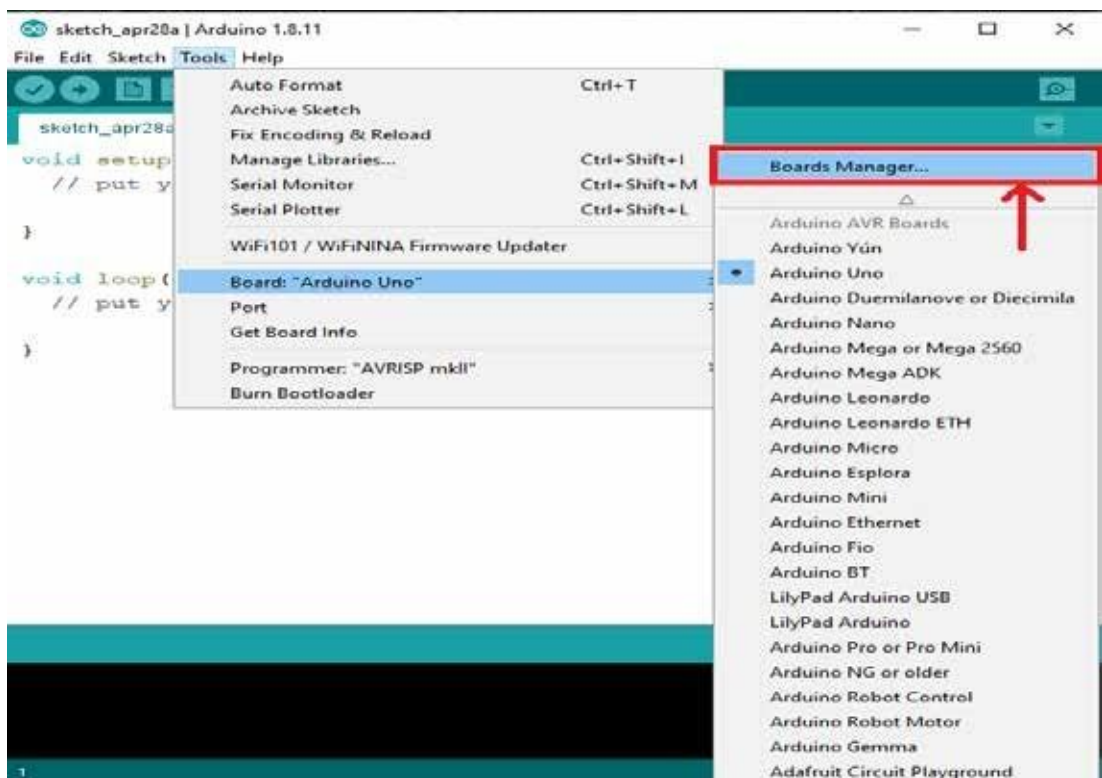 sketch_apr28a | Arduino 1.8.11
File Edit Sketch Tools Help
sketch_apr28a
void setup
// put y
}
void loop(
// put y
}
Auto Format Ctrl+T
Archive Sketch
Fix Encoding & Reload
Manage Libraries... Ctrl+Shift+I
Serial Monitor Ctrl+Shift+M
Serial Plotter Ctrl+Shift+L
WiFi101 / WiFiNINA Firmware Updater
Board: "Arduino Uno"
Port
Get Board Info
Programmer: "AVRISP mkII"
Burn Bootloader
Boards Manager...
Arduino AVR Boards
Arduino Yún
Arduino Uno
Arduino Duemilanove or Diecimila
Arduino Nano
Arduino Mega or Mega 2560
Arduino Mega ADK
Arduino Leonardo
Arduino Leonardo ETH
Arduino Micro
Arduino Esplora
Arduino Mini
Arduino Ethernet
Arduino Fio
Arduino BT
LilyPad Arduino USB
LilyPad Arduino
Arduino Pro or Pro Mini
Arduino NG or older
Arduino Robot Control
Arduino Robot Motor
Arduino Gemma
Adafruit Circuit Playground
1